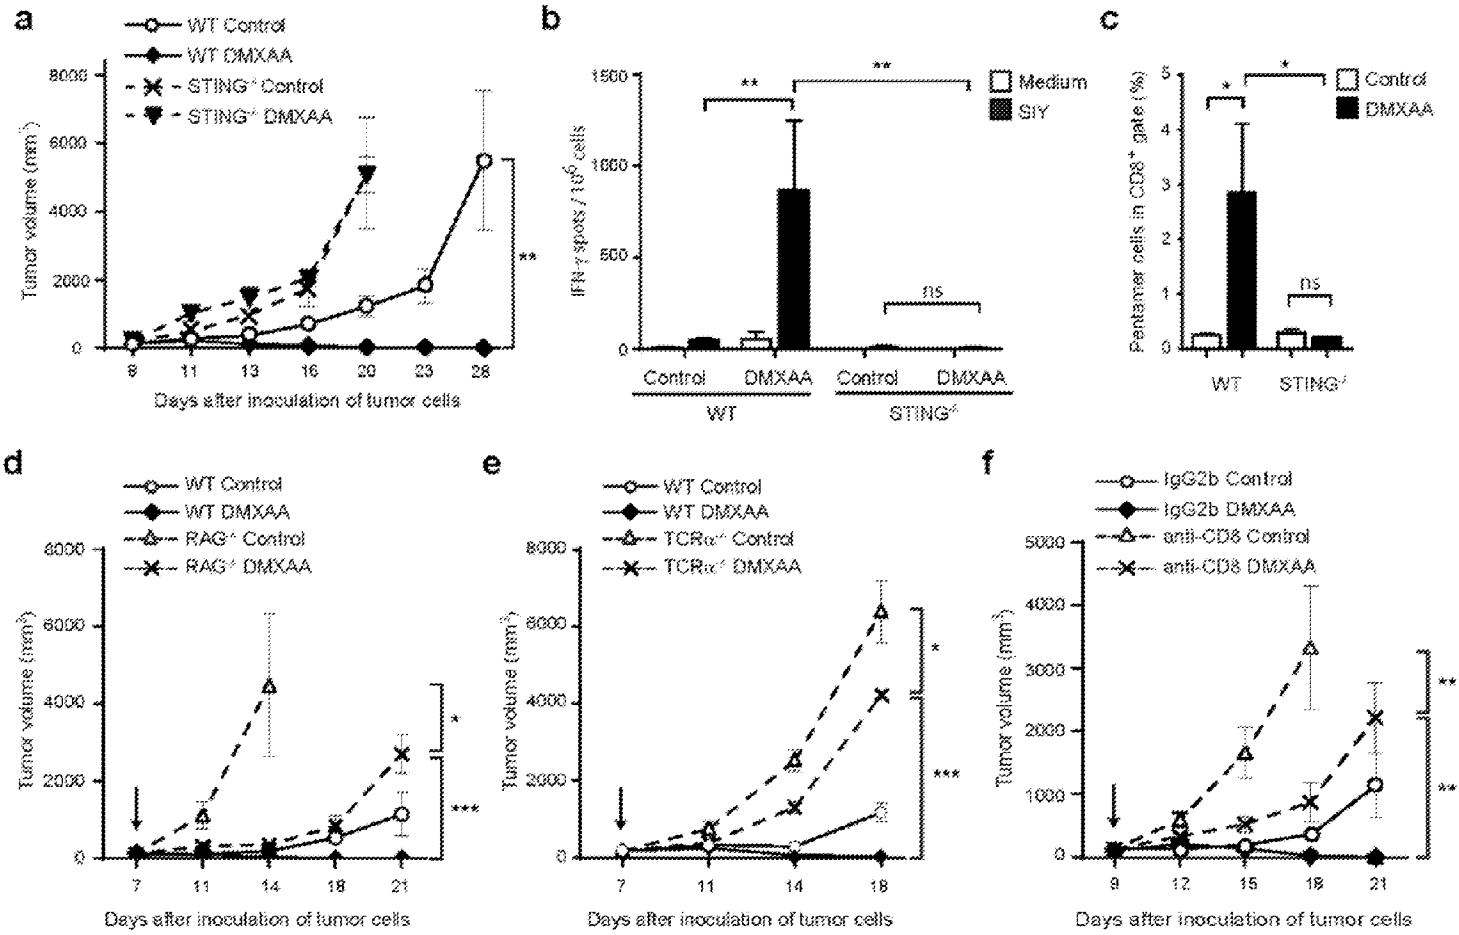 a
WT Control
WT DMXAA
STING-/- Control
STING-/- DMXAA
8000
6000
4000
2000
0
Tumor volume (mm3)
**
9 11 13 16 20 23 28
Days after inoculation of tumor cells
b
Medium
SIY
1500
1000
500
0
IFN-γ spots / 10^6 cells
**
**
ns
Control DMXAA Control DMXAA
WT STING-/-
c
Control
DMXAA
5
4
3
2
1
0
Pentamer cells in CD8+ gate (%)
*
*
ns
WT STING-/-
d
WT Control
WT DMXAA
RAG-/- Control
RAG-/- DMXAA
8000
6000
4000
2000
0
Tumor volume (mm3)
*
***
7 11 14 18 21
Days after inoculation of tumor cells
e
WT Control
WT DMXAA
TCRα-/- Control
TCRα-/- DMXAA
8000
6000
4000
2000
0
Tumor volume (mm3)
*
***
7 11 14 18
Days after inoculation of tumor cells
f
IgG2b Control
IgG2b DMXAA
anti-CD8 Control
anti-CD8 DMXAA
5000
4000
3000
2000
1000
0
Tumor volume (mm3)
**
**
9 12 15 18 21
Days after inoculation of tumor cells